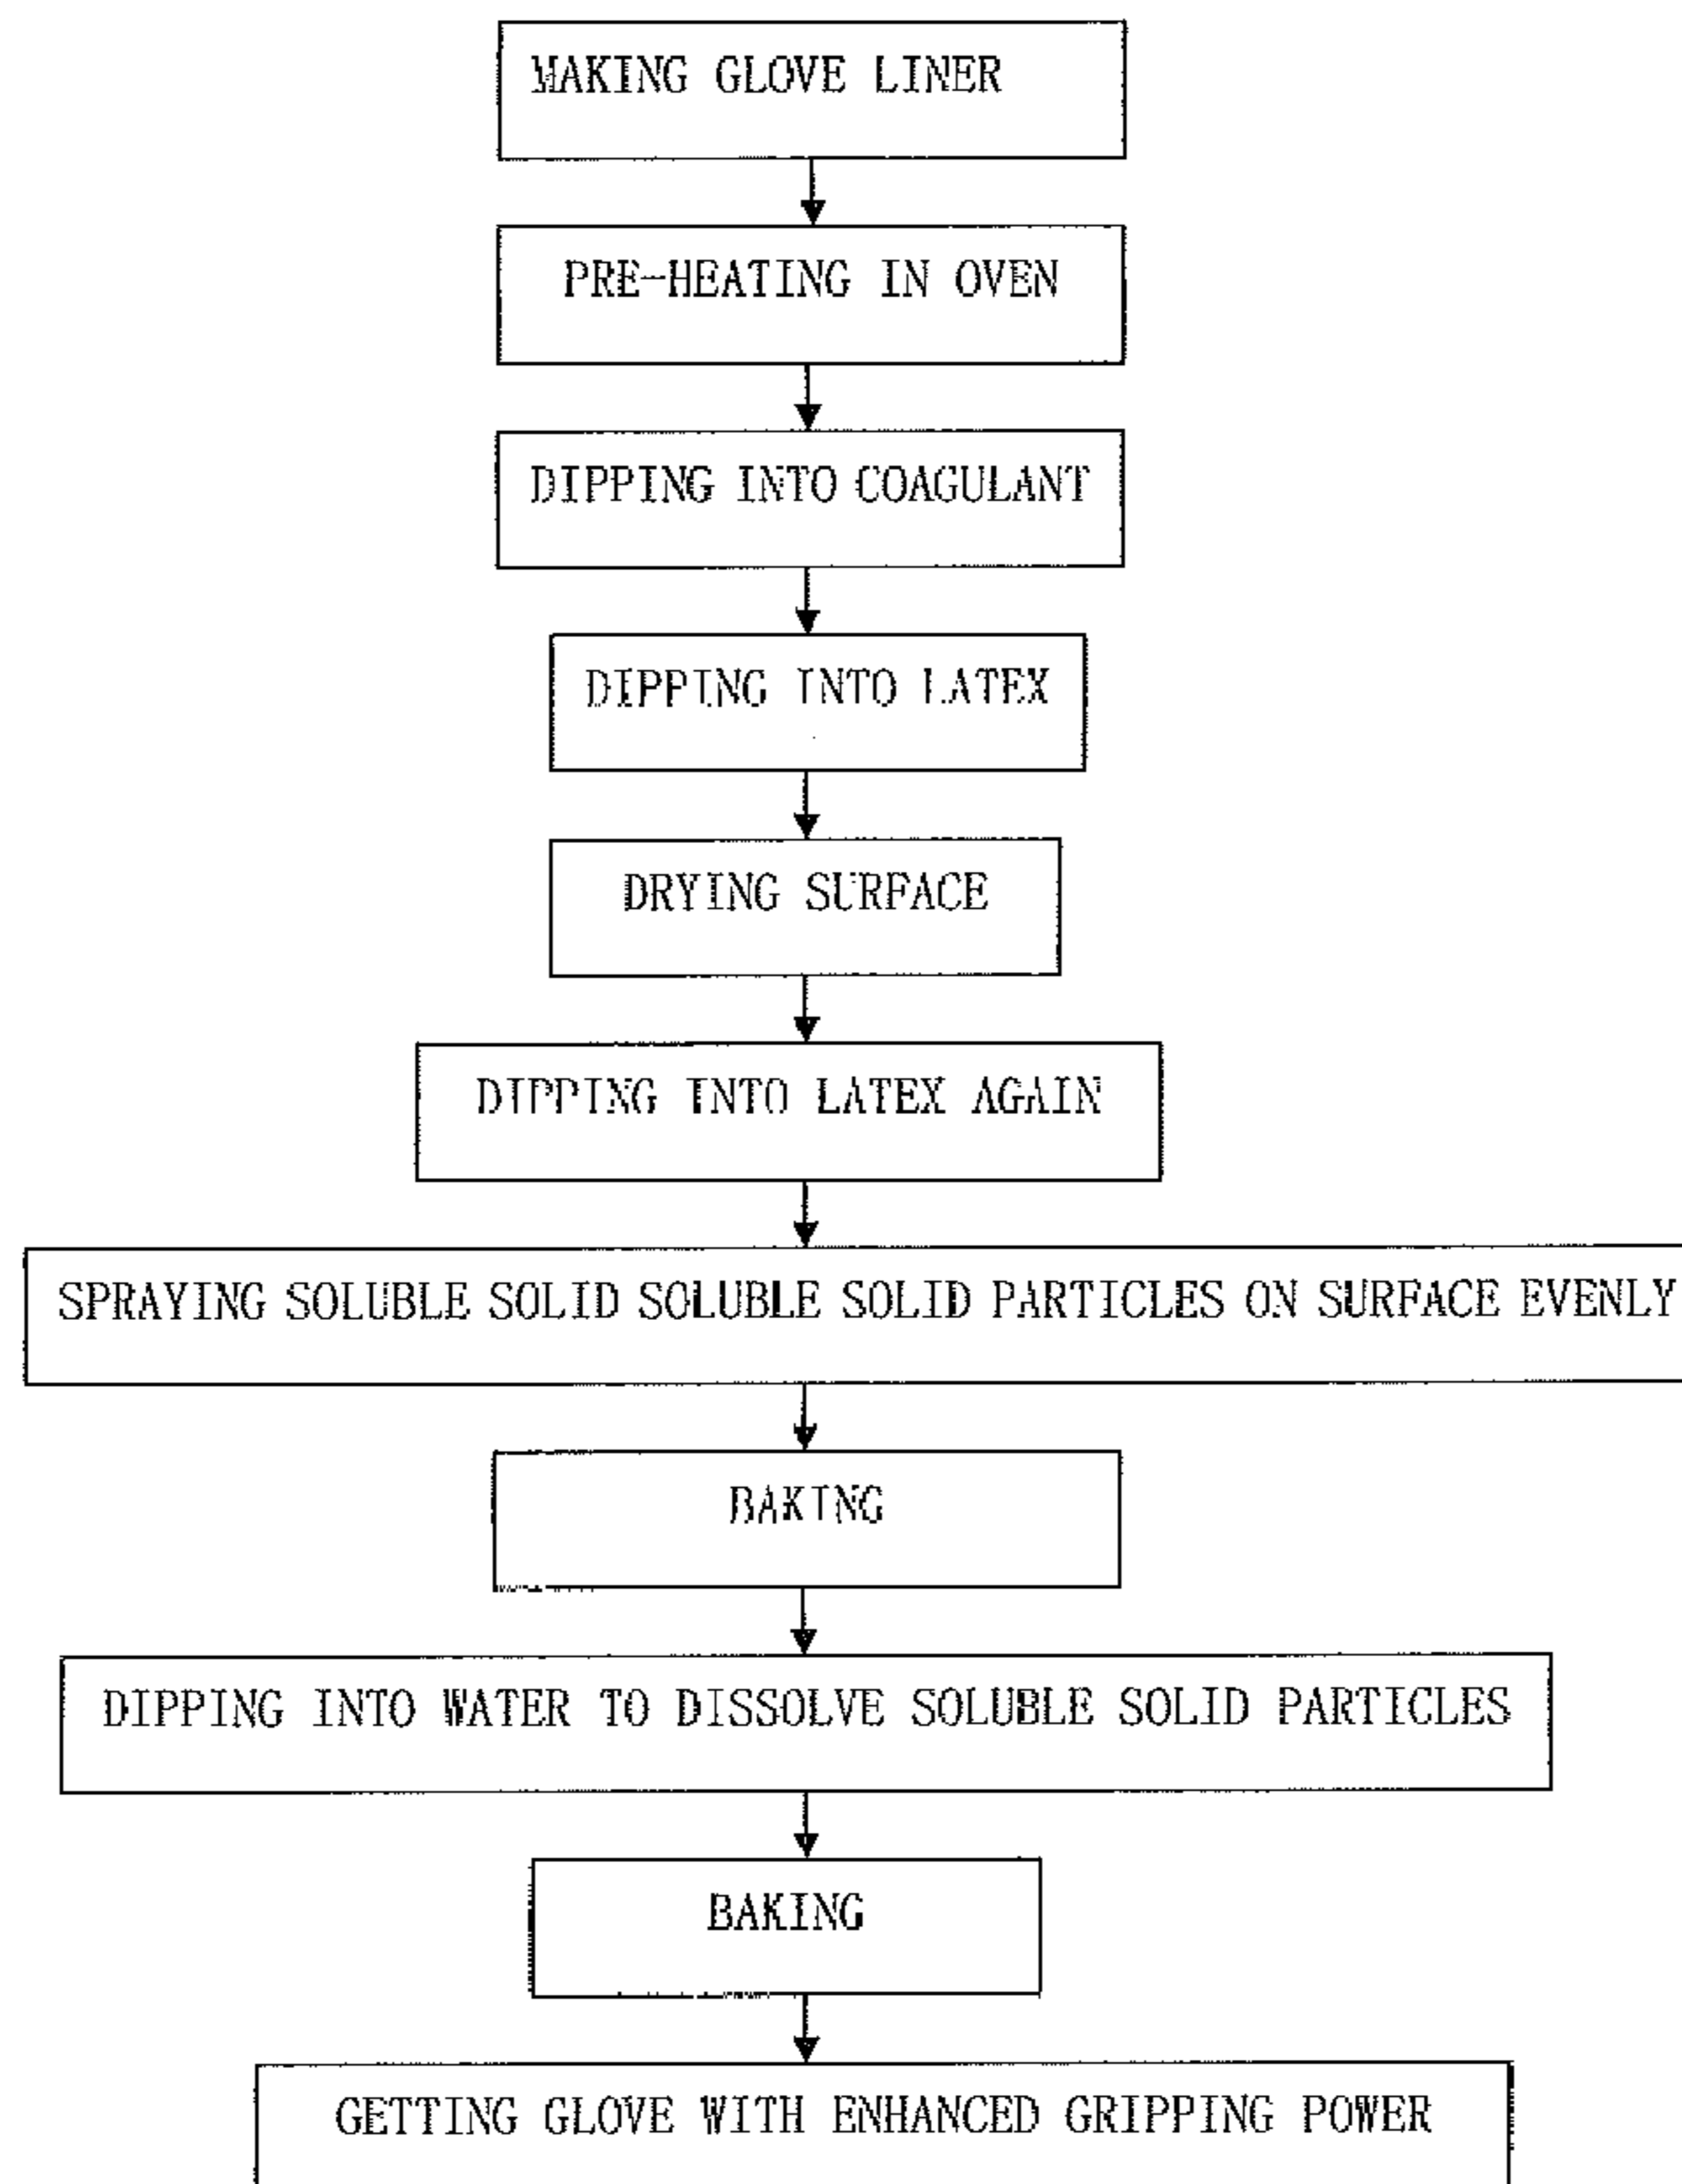 MAKING GLOVE LINER
PRE-HEATING IN OVEN
DIPPING INTO COAGULANT
DIPPING INTO LATEX
DRYING SURFACE
DIPPING INTO LATEX AGAIN
SPRAYING SOLUBLE SOLID SOLUBLE SOLID PARTICLES ON SURFACE EVENLY
BAKING
DIPPING INTO WATER TO DISSOLVE SOLUBLE SOLID PARTICLES
BAKING
GETTING GLOVE WITH ENHANCED GRIPPING POWER